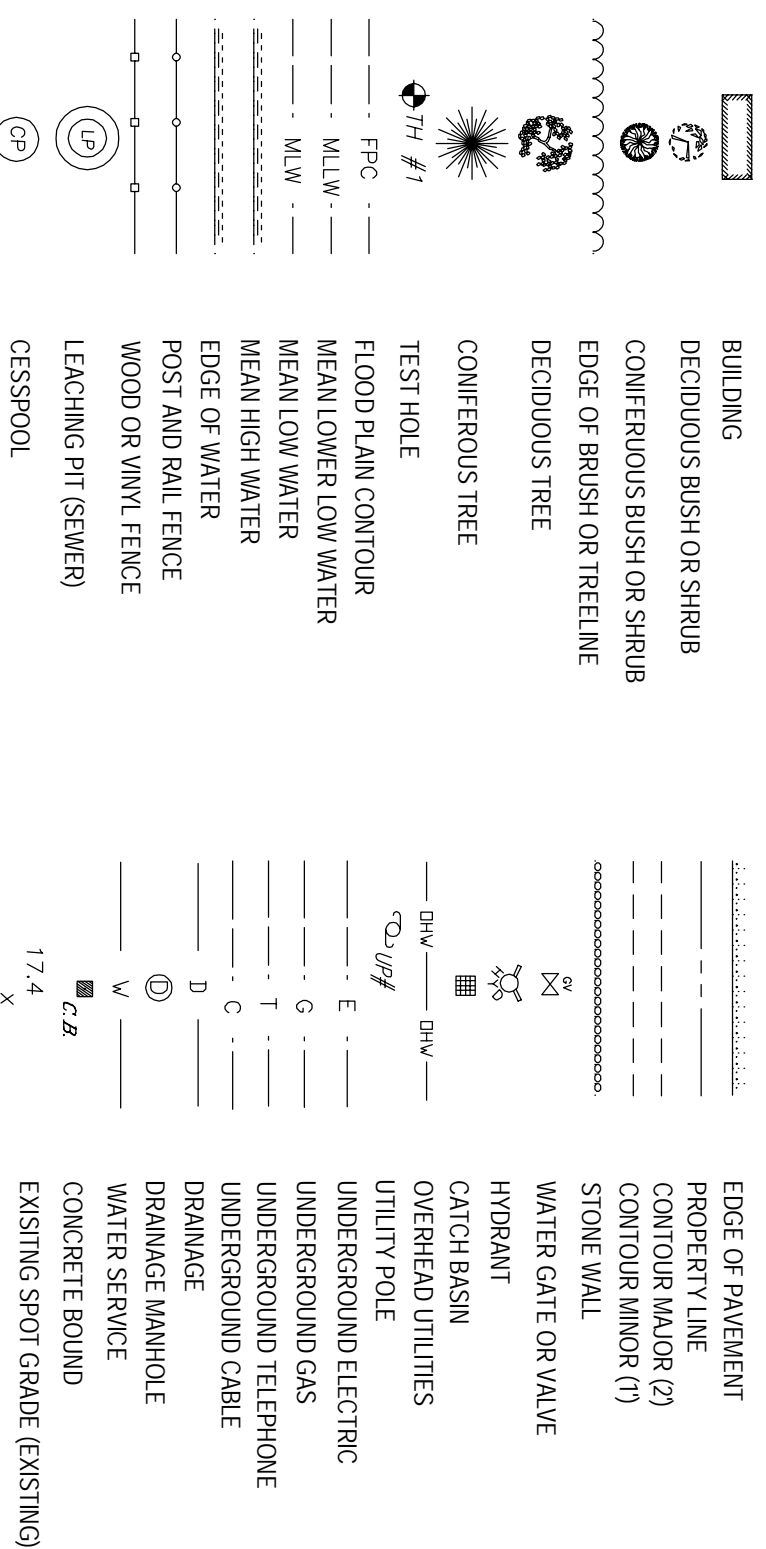 BUILDING
DECIDUOUS BUSH OR SHRUB
CONIFERUOUS BUSH OR SHRUB
EDGE OF BRUSH OR TREELINE
DECIDUOUS TREE
CONIFEROUS TREE
TH #1 TEST HOLE
FPC FLOOD PLAIN CONTOUR
MLLW MEAN LOWER LOW WATER
MLW MEAN LOW WATER
MEAN HIGH WATER
EDGE OF WATER
POST AND RAIL FENCE
WOOD OR VINYL FENCE
LP LEACHING PIT (SEWER)
CP CESSPOOL
EDGE OF PAVEMENT
PROPERTY LINE
CONTOUR MAJOR (2')
CONTOUR MINOR (1')
STONE WALL
GV WATER GATE OR VALVE
HYD HYDRANT
CATCH BASIN
OHW OHW OVERHEAD UTILITIES
UP# UTILITY POLE
E UNDERGROUND ELECTRIC
G UNDERGROUND GAS
T UNDERGROUND TELEPHONE
C UNDERGROUND CABLE
D DRAINAGE
D DRAINAGE MANHOLE
W WATER SERVICE
C.B. CONCRETE BOUND
17.4 x EXISITNG SPOT GRADE (EXISTING)